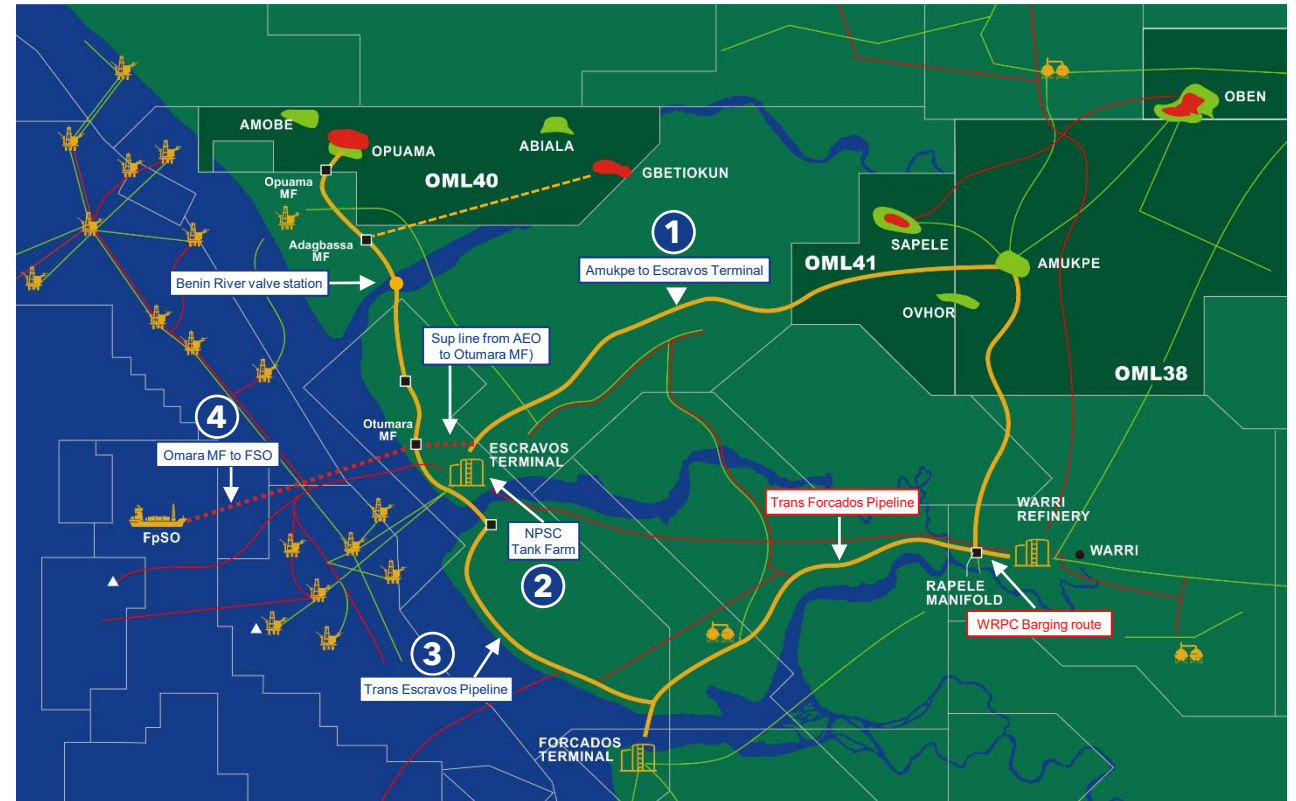 OBEN
AMOBE
ABIALA
OPUAMA
GBETIOKUN
Opuama
MF
OML40
SAPELE
1
Adagbassa
MF
Amukpe to Escravos Terminal
OML41
AMUKPE
Benin River valve station
OVHOR
Sup line from AEO
to Otumara MF)
OML38
4
Otumara
MF
Omara MF to FSO
ESCRAVOS
TERMINAL
Trans Forcados Pipeline
WARRI
REFINERY
FpSO
NPSC
Tank Farm
WARRI
2
RAPELE
MANIFOLD
WRPC Barging route
3
Trans Escravos Pipeline
FORCADOS
TERMINAL